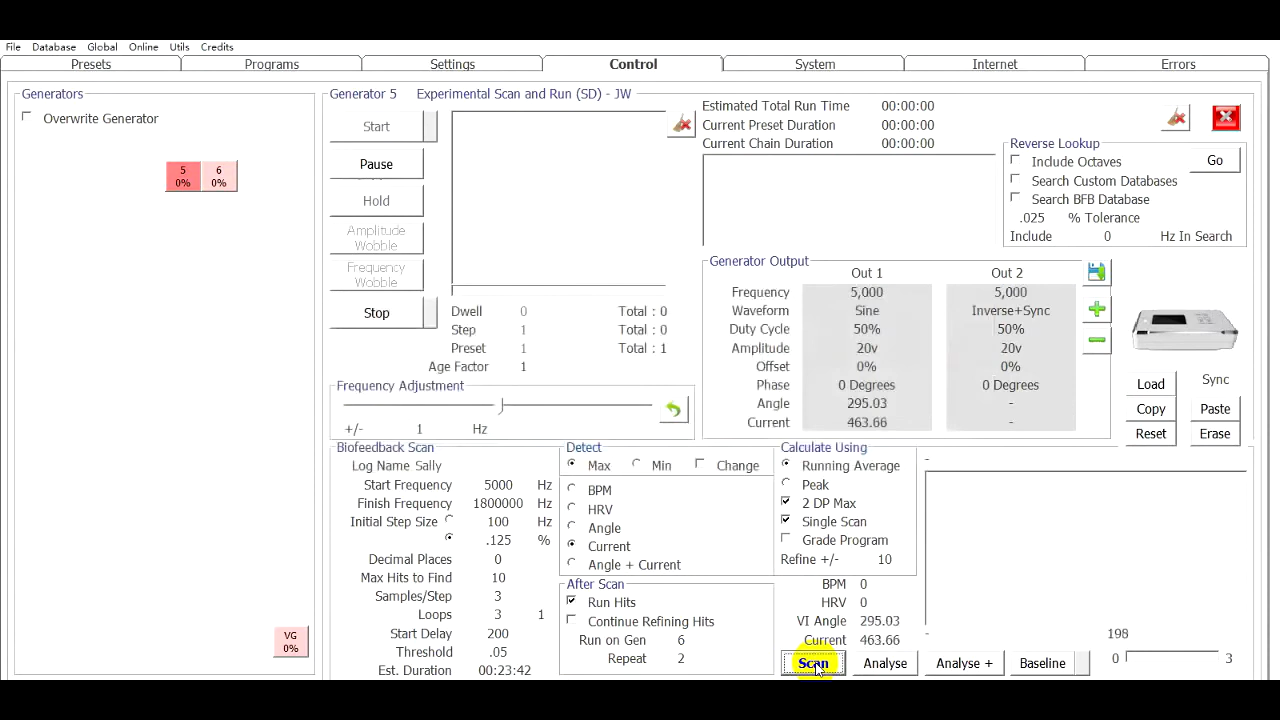 File Database Global Online Utils Credits
Presets Programs Settings Control System Internet Errors
Generators
Overwrite Generator
5
0%
6
0%
VG
0%
Generator 5 Experimental Scan and Run (SD) - JW
Start
Pause
Hold
Amplitude
Wobble
Frequency
Wobble
Stop
Dwell 0 Total : 0
Step 1 Total : 0
Preset 1 Total : 1
Age Factor 1
Estimated Total Run Time 00:00:00
Current Preset Duration 00:00:00
Current Chain Duration 00:00:00
Reverse Lookup
Include Octaves Go
Search Custom Databases
Search BFB Database
.025 % Tolerance
Include 0 Hz In Search
Generator Output
Out 1 Out 2
Frequency 5,000 5,000
Waveform Sine Inverse+Sync
Duty Cycle 50% 50%
Amplitude 20v 20v
Offset 0% 0%
Phase 0 Degrees 0 Degrees
Angle 295.03 -
Current 463.66 -
Load Sync
Copy Paste
Reset Erase
Frequency Adjustment
+/- 1 Hz
Biofeedback Scan
Log Name Sally
Start Frequency 5000 Hz
Finish Frequency 1800000 Hz
Initial Step Size 100 Hz
.125 %
Decimal Places 0
Max Hits to Find 10
Samples/Step 3
Loops 3 1
Start Delay 200
Threshold .05
Est. Duration 00:23:42
Detect
Max Min Change
BPM
HRV
Angle
Current
Angle + Current
After Scan
Run Hits
Continue Refining Hits
Run on Gen 6
Repeat 2
Calculate Using
Running Average
Peak
2 DP Max
Single Scan
Grade Program
Refine +/- 10
BPM 0
HRV 0
VI Angle 295.03
Current 463.66
Scan Analyse Analyse + Baseline
-
- 198
0 3